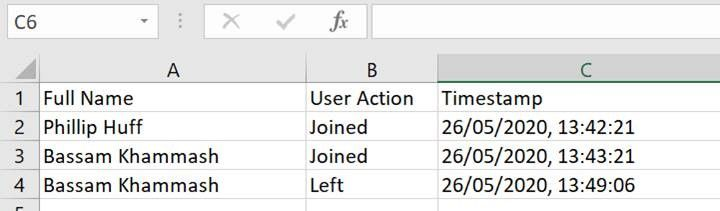 C6 fx
A B C
1 Full Name User Action Timestamp
2 Phillip Huff Joined 26/05/2020, 13:42:21
3 Bassam Khammash Joined 26/05/2020, 13:43:21
4 Bassam Khammash Left 26/05/2020, 13:49:06